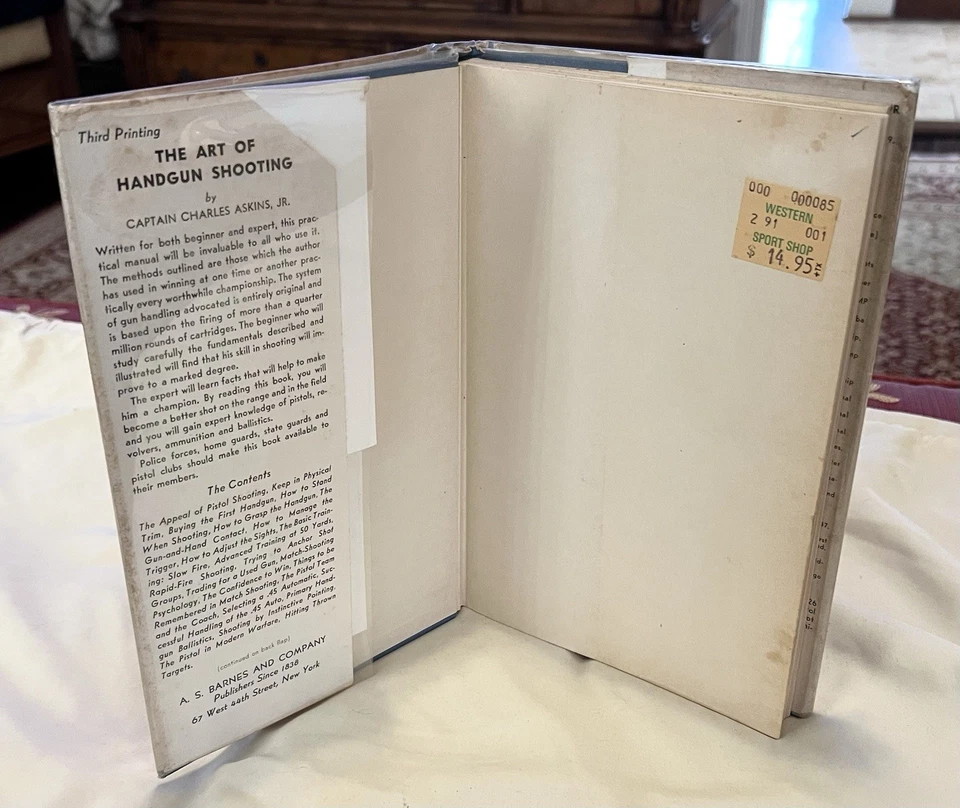 Third Printing
THE ART OF
HANDGUN SHOOTING
by
CAPTAIN CHARLES ASKINS, JR.
Written for both beginner and expert, this prac-
tical manual will be invaluable to all who use it.
The methods outlined are those which the author
has used in winning at one time or another prac-
tically every worthwhile championship. The system
of gun handling advocated is entirely original and
is based upon the firing of more than a quarter
million rounds of cartridges. The beginner who will
study carefully the fundamentals described and
illustrated will find that his skill in shooting will im-
prove to a marked degree.
The expert will learn facts that will help to make
him a champion. By reading this book, you will
become a better shot on the range and in the field
and you will gain expert knowledge of pistols, re-
volvers, ammunition and ballistics.
Police forces, home guards, state guards and
pistol clubs should make this book available to
their members.
The Contents
The Appeal of Pistol Shooting, Keep in Physical
Trim, Buying the First Handgun, How to Stand
When Shooting, How to Grasp the Handgun, The
Gun-and-Hand Contact, How to Manage the
Trigger, How to Adjust the Sights, The Basic Train-
ing: Slow Fire, Advanced Training at 50 Yards,
Rapid-Fire Shooting, Trying to Anchor Shot
Groups, Trading for a Used Gun, Match-Shooting
Psychology, The Confidence to Win, Things to be
Remembered in Match Shooting, The Pistol Team
and the Coach, Selecting a .45 Automatic, Suc-
cessful Handling of the .45 Auto, Primary Hand-
gun Ballistics, Shooting by Instinctive Pointing,
The Pistol in Modern Warfare, Hitting Thrown
Targets.
(continued on back flap)
A. S. BARNES AND COMPANY
Publishers Since 1838
67 West 44th Street, New York
000 000085
WESTERN
2 91 001
SPORT SHOP
$ 14.95